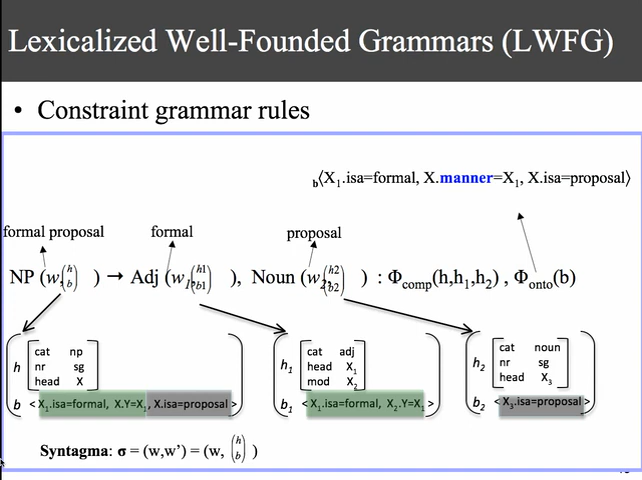 Lexicalized Well-Founded Grammars (LWFG)
• Constraint grammar rules
b⟨X₁.isa=formal, X.manner=X₁, X.isa=proposal⟩
formal proposal formal proposal
NP (w, (h b)) → Adj (w₁, (h1 b1)), Noun (w₂, (h2 b2)) : Φcomp(h,h₁,h₂) , Φonto(b)
h
cat np
nr sg
head X
b < X₁.isa=formal, X.Y=X₁, X.isa=proposal >
h₁
cat adj
head X₁
mod X₂
b₁ < X₁.isa=formal, X₂.Y=X₁ >
h₂
cat noun
nr sg
head X₃
b₂ < X₃.isa=proposal >
Syntagma: σ = (w,w’) = (w, (h b) )